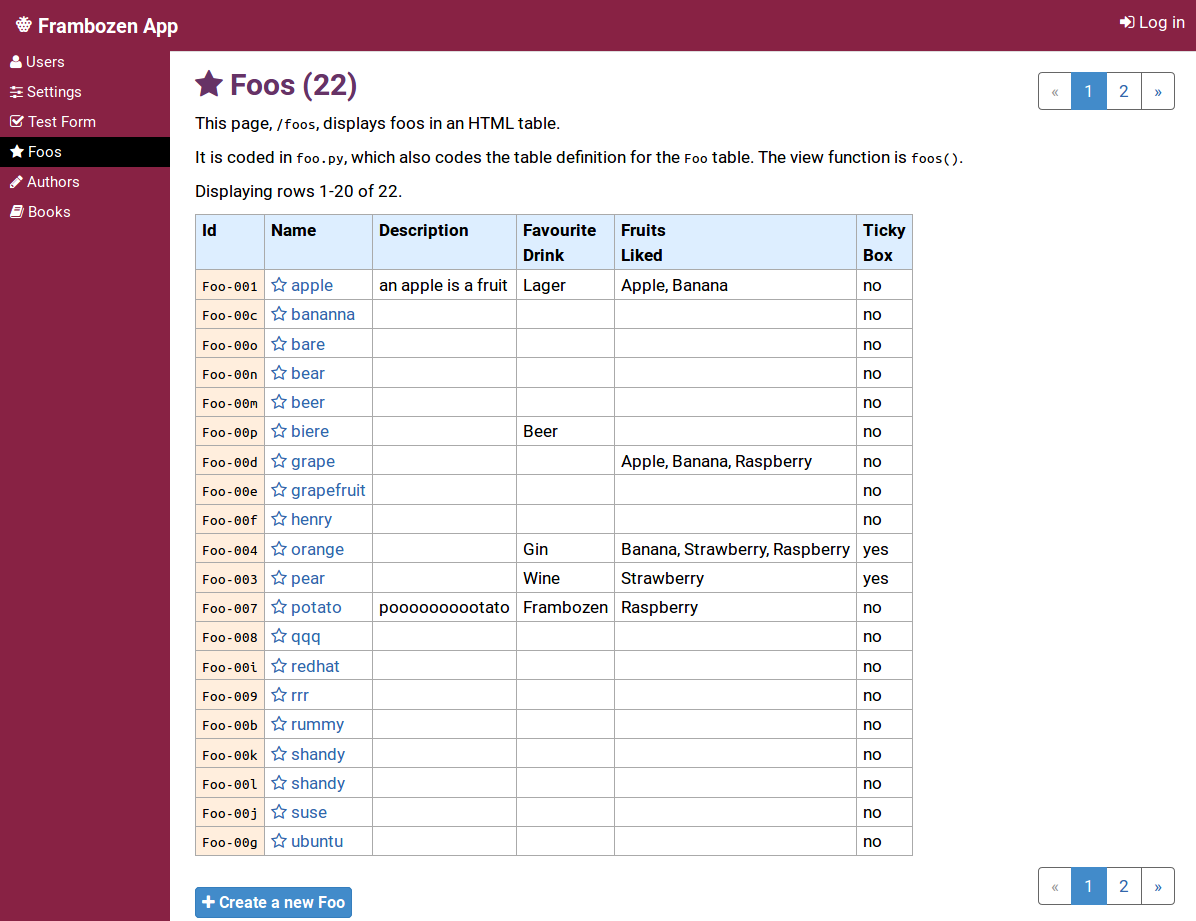 Frambozen App
Log in
Users
Settings
Test Form
Foos
Authors
Books
Foos (22)
« 1 2 »
This page, /foos, displays foos in an HTML table.
It is coded in foo.py, which also codes the table definition for the Foo table. The view function is foos().
Displaying rows 1-20 of 22.
Id Name Description Favourite Drink Fruits Liked Ticky Box
Foo-001 apple an apple is a fruit Lager Apple, Banana no
Foo-00c bananna no
Foo-00o bare no
Foo-00n bear no
Foo-00m beer no
Foo-00p biere Beer no
Foo-00d grape Apple, Banana, Raspberry no
Foo-00e grapefruit no
Foo-00f henry no
Foo-004 orange Gin Banana, Strawberry, Raspberry yes
Foo-003 pear Wine Strawberry yes
Foo-007 potato poooooooootato Frambozen Raspberry no
Foo-008 qqq no
Foo-00i redhat no
Foo-009 rrr no
Foo-00b rummy no
Foo-00k shandy no
Foo-00l shandy no
Foo-00j suse no
Foo-00g ubuntu no
« 1 2 »
Create a new Foo